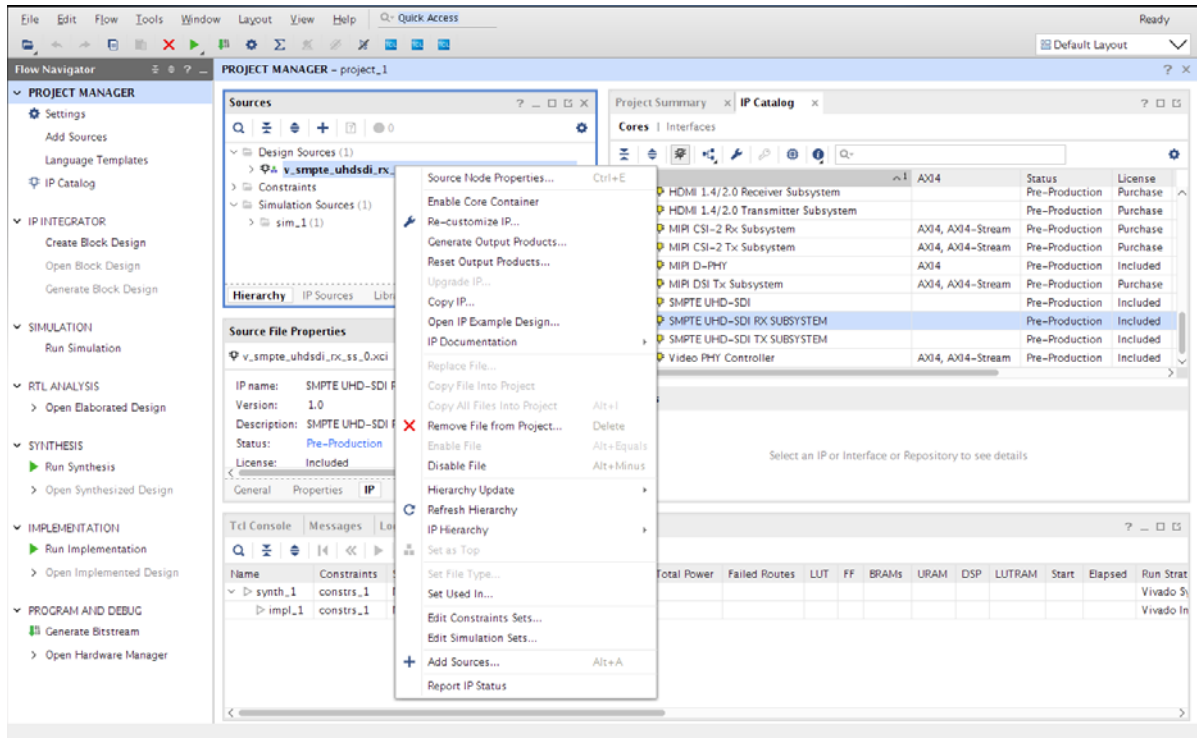 File Edit Flow Tools Window Layout View Help Quick Access Ready
Default Layout
Flow Navigator
PROJECT MANAGER
Settings
Add Sources
Language Templates
IP Catalog
IP INTEGRATOR
Create Block Design
Open Block Design
Generate Block Design
SIMULATION
Run Simulation
RTL ANALYSIS
Open Elaborated Design
SYNTHESIS
Run Synthesis
Open Synthesized Design
IMPLEMENTATION
Run Implementation
Open Implemented Design
PROGRAM AND DEBUG
Generate Bitstream
Open Hardware Manager
PROJECT MANAGER - project_1
Sources
0
Design Sources (1)
v_smpte_uhdsdi_rx_
Constraints
Simulation Sources (1)
sim_1 (1)
Hierarchy IP Sources Libr
Source File Properties
v_smpte_uhdsdi_rx_ss_0.xci
IP name: SMPTE UHD-SDI R
Version: 1.0
Description: SMPTE UHD-SDI R
Status: Pre-Production
License: Included
General Properties IP
Source Node Properties... Ctrl+E
Enable Core Container
Re-customize IP...
Generate Output Products...
Reset Output Products...
Upgrade IP...
Copy IP...
Open IP Example Design...
IP Documentation
Replace File...
Copy File Into Project
Copy All Files Into Project Alt+I
Remove File from Project... Delete
Enable File Alt+Equals
Disable File Alt+Minus
Hierarchy Update
Refresh Hierarchy
IP Hierarchy
Set as Top
Set File Type...
Set Used In...
Edit Constraints Sets...
Edit Simulation Sets...
Add Sources... Alt+A
Report IP Status
Project Summary IP Catalog
Cores | Interfaces
1 AXI4 Status License
HDMI 1.4/2.0 Receiver Subsystem Pre-Production Purchase
HDMI 1.4/2.0 Transmitter Subsystem Pre-Production Purchase
MIPI CSI-2 Rx Subsystem AXI4, AXI4-Stream Pre-Production Purchase
MIPI CSI-2 Tx Subsystem AXI4, AXI4-Stream Pre-Production Purchase
MIPI D-PHY AXI4 Pre-Production Included
MIPI DSI Tx Subsystem AXI4, AXI4-Stream Pre-Production Purchase
SMPTE UHD-SDI Pre-Production Included
SMPTE UHD-SDI RX SUBSYSTEM Pre-Production Included
SMPTE UHD-SDI TX SUBSYSTEM Pre-Production Included
Video PHY Controller AXI4, AXI4-Stream Pre-Production Included
Select an IP or Interface or Repository to see details
Tcl Console Messages Lo
Name Constraints Total Power Failed Routes LUT FF BRAMs URAM DSP LUTRAM Start Elapsed Run Strat
synth_1 constrs_1 Vivado Sy
impl_1 constrs_1 Vivado Im